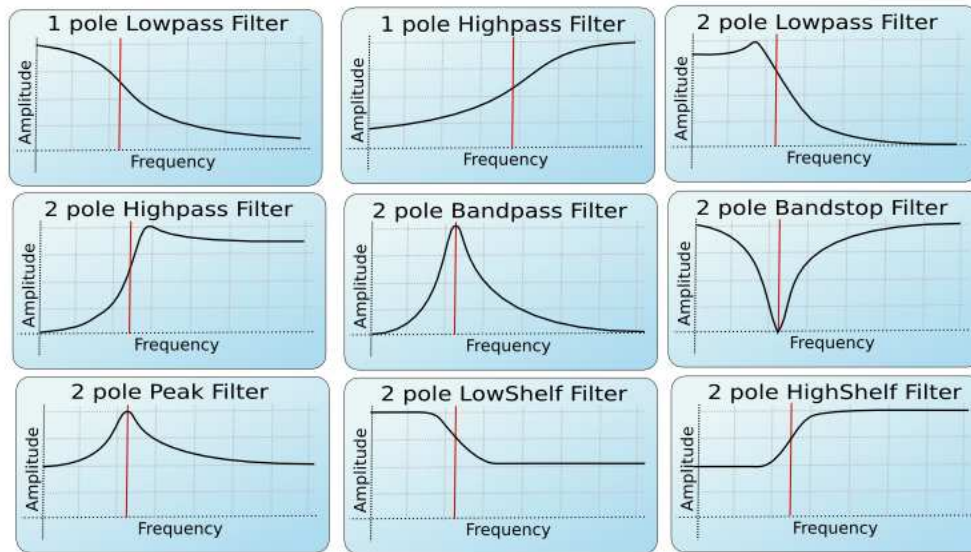 1 pole Lowpass Filter
Amplitude
Frequency
1 pole Highpass Filter
Amplitude
Frequency
2 pole Lowpass Filter
Amplitude
Frequency
2 pole Highpass Filter
Amplitude
Frequency
2 pole Bandpass Filter
Amplitude
Frequency
2 pole Bandstop Filter
Amplitude
Frequency
2 pole Peak Filter
Amplitude
Frequency
2 pole LowShelf Filter
Amplitude
Frequency
2 pole HighShelf Filter
Amplitude
Frequency